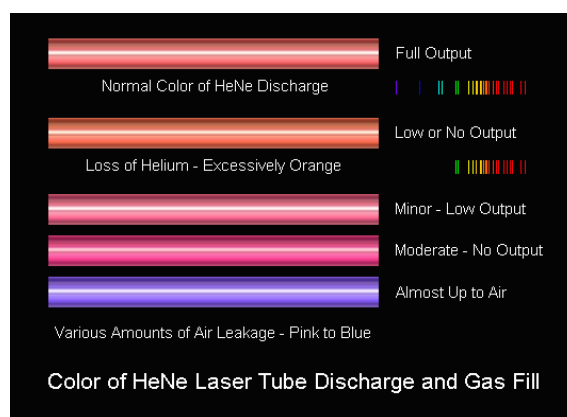 Full Output
Normal Color of HeNe Discharge
Low or No Output
Loss of Helium - Excessively Orange
Minor - Low Output
Moderate - No Output
Almost Up to Air
Various Amounts of Air Leakage - Pink to Blue
Color of HeNe Laser Tube Discharge and Gas Fill